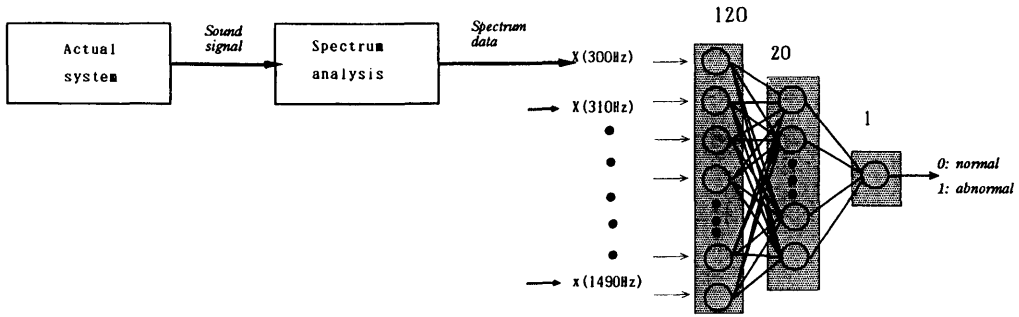 Actual
system
Sound
signal
Spectrum
analysis
Spectrum
data
X(300Hz)
X(310Hz)
x(1490Hz)
120
20
1
0: normal
1: abnormal